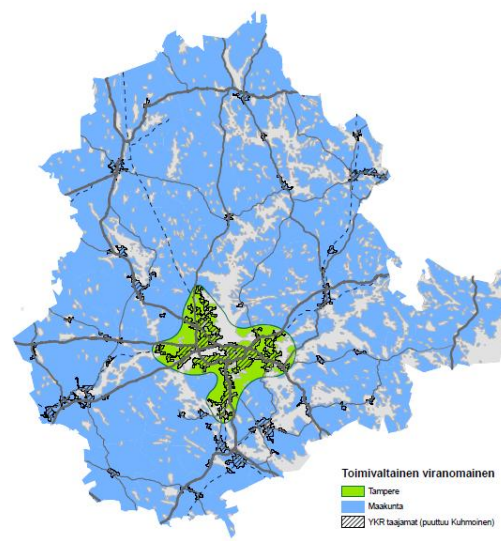 Toimivaltainen viranomainen
Tampere
Maakunta
YKR taajamat (puuttuu Kuhmoinen)